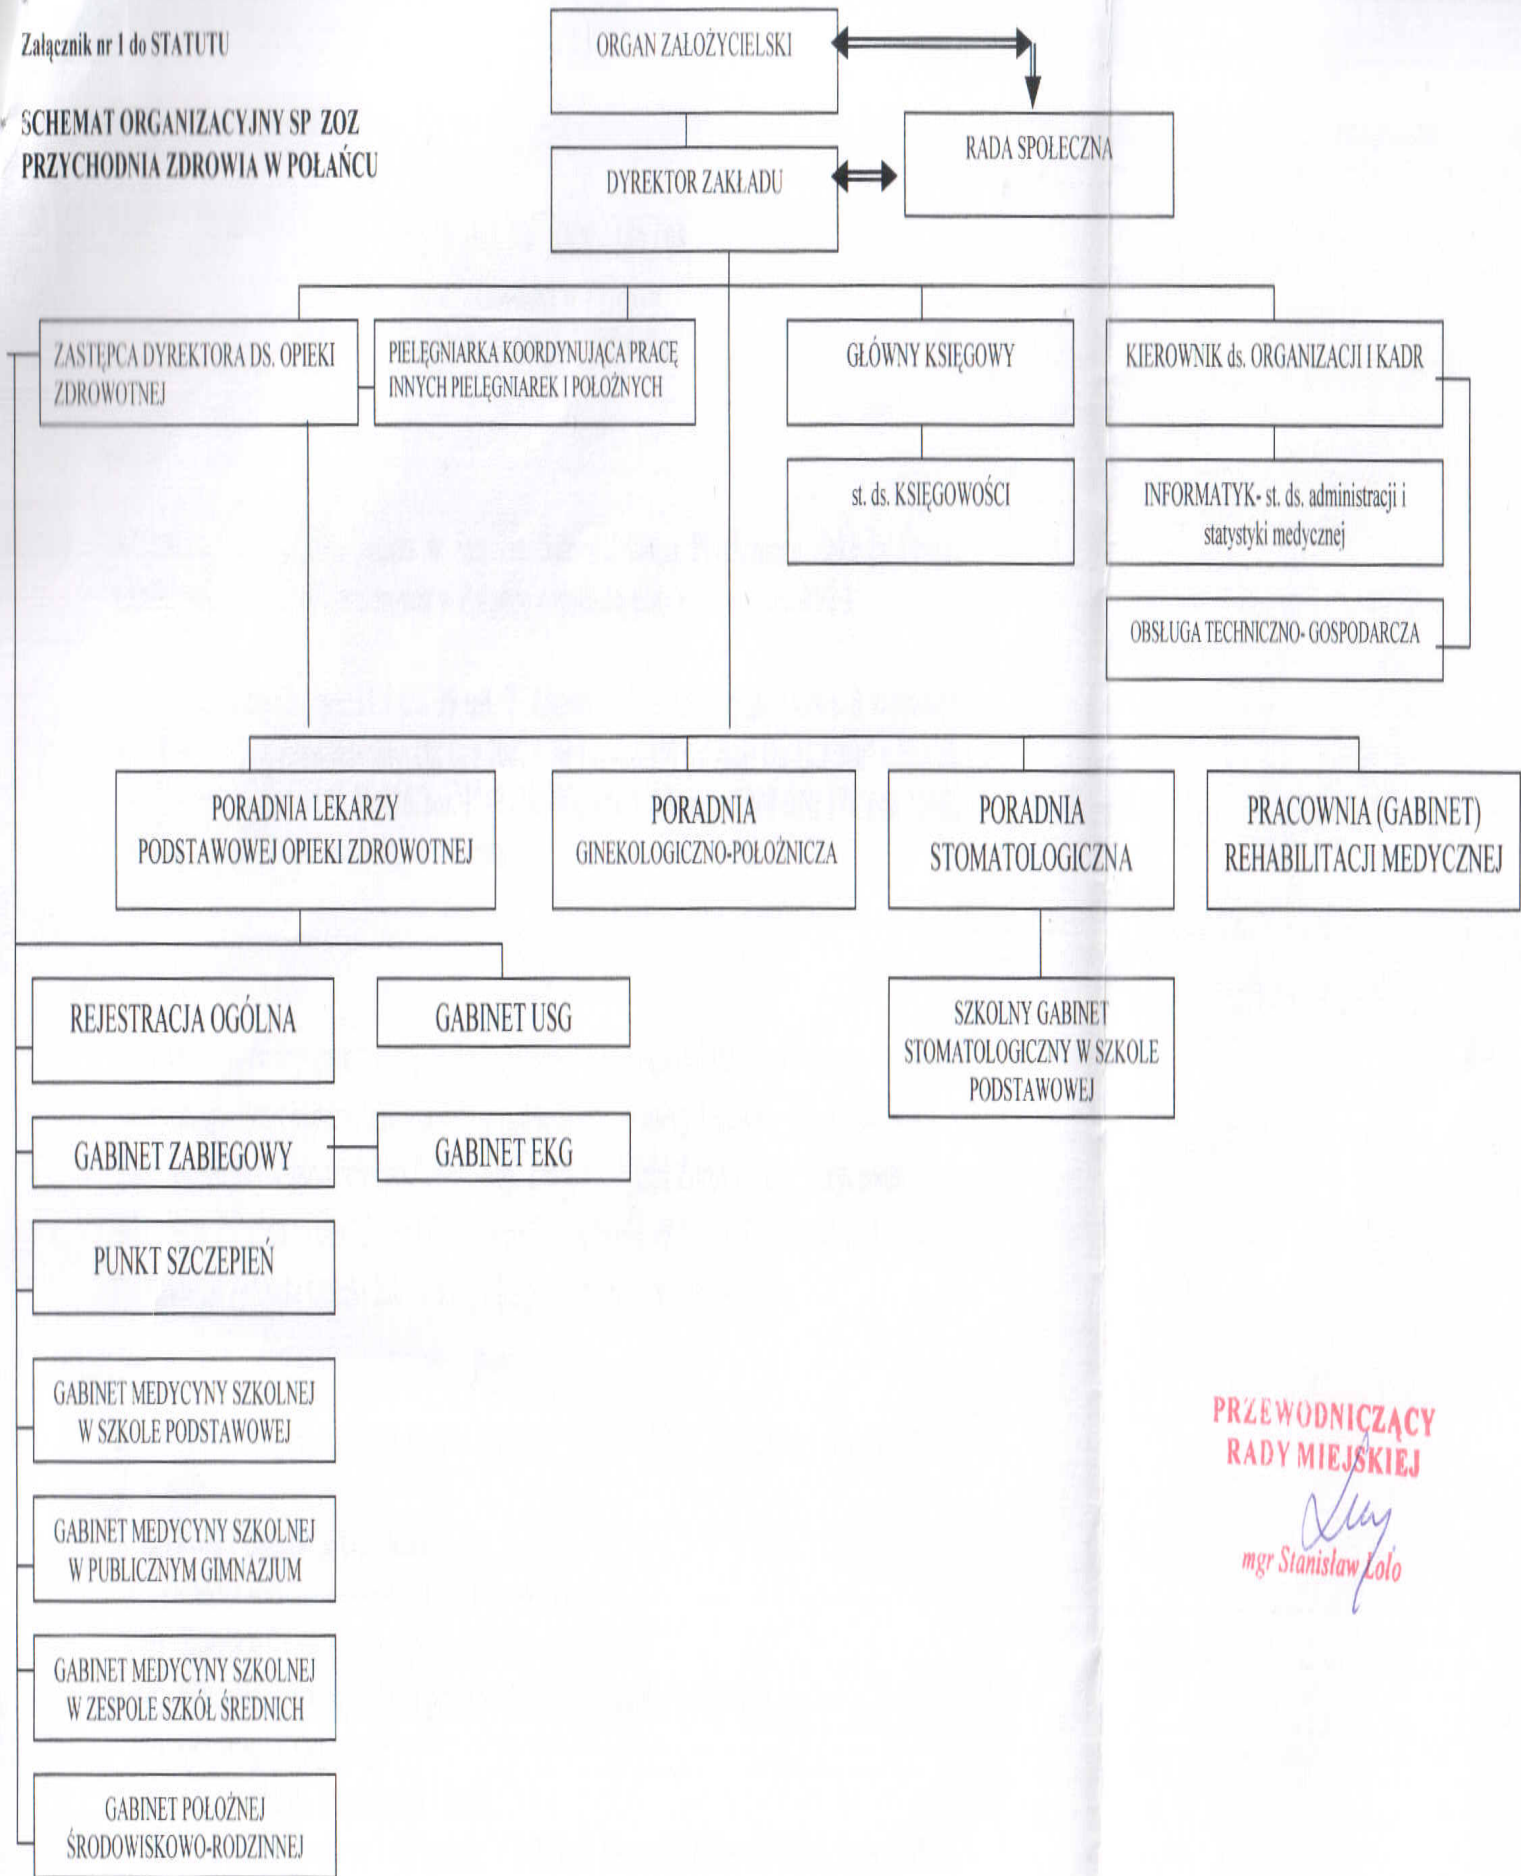 Załącznik nr 1 do STATUTU
SCHEMAT ORGANIZACYJNY SP ZOZ
PRZYCHODNIA ZDROWIA W POŁAŃCU
ORGAN ZAŁOŻYCIELSKI
RADA SPOŁECZNA
DYREKTOR ZAKŁADU
ZASTĘPCA DYREKTORA DS. OPIEKI
ZDROWOTNEJ
PIELĘGNIARKA KOORDYNUJĄCA PRACĘ
INNYCH PIELĘGNIAREK I POŁOŻNYCH
GŁÓWNY KSIĘGOWY
KIEROWNIK ds. ORGANIZACJI I KADR
st. ds. KSIĘGOWOŚCI
INFORMATYK- st. ds. administracji i
statystyki medycznej
OBSŁUGA TECHNICZNO- GOSPODARCZA
PORADNIA LEKARZY
PODSTAWOWEJ OPIEKI ZDROWOTNEJ
PORADNIA
GINEKOLOGICZNO-POŁOŻNICZA
PORADNIA
STOMATOLOGICZNA
PRACOWNIA (GABINET)
REHABILITACJI MEDYCZNEJ
REJESTRACJA OGÓLNA
GABINET USG
SZKOLNY GABINET
STOMATOLOGICZNY W SZKOLE
PODSTAWOWEJ
GABINET ZABIEGOWY
GABINET EKG
PUNKT SZCZEPIEŃ
GABINET MEDYCYNY SZKOLNEJ
W SZKOLE PODSTAWOWEJ
GABINET MEDYCYNY SZKOLNEJ
W PUBLICZNYM GIMNAZJUM
GABINET MEDYCYNY SZKOLNEJ
W ZESPOLE SZKÓŁ ŚREDNICH
GABINET POŁOŻNEJ
ŚRODOWISKOWO-RODZINNEJ
PRZEWODNICZĄCY
RADY MIEJSKIEJ
mgr Stanisław Lolo